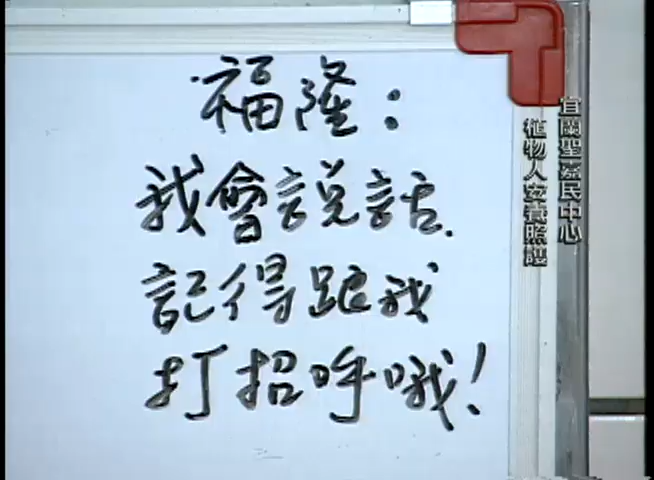 福隆：
我會說話.
記得跟我
打招呼哦！
宜蘭聖嘉民中心
植物人安養照護